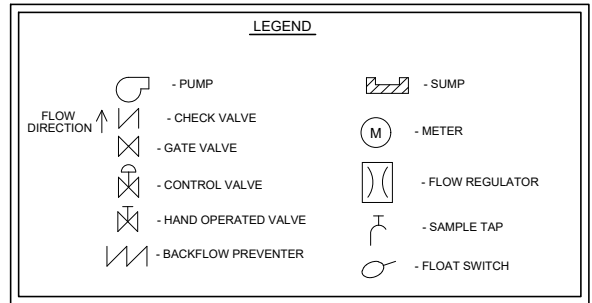 LEGEND
- PUMP
FLOW
DIRECTION
- CHECK VALVE
- GATE VALVE
- CONTROL VALVE
- HAND OPERATED VALVE
- BACKFLOW PREVENTER
- SUMP
M
- METER
- FLOW REGULATOR
- SAMPLE TAP
- FLOAT SWITCH